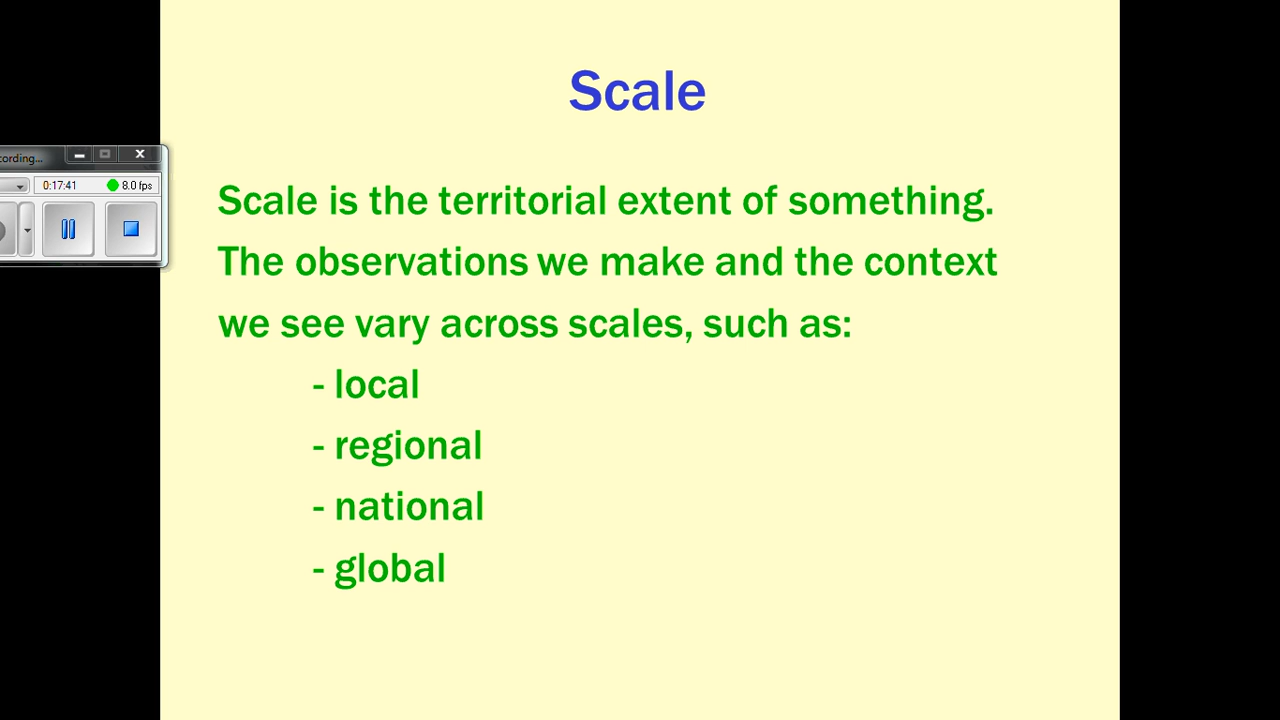 Scale
cording...
0:17:41 8.0 fps
Scale is the territorial extent of something.
The observations we make and the context
we see vary across scales, such as:
- local
- regional
- national
- global